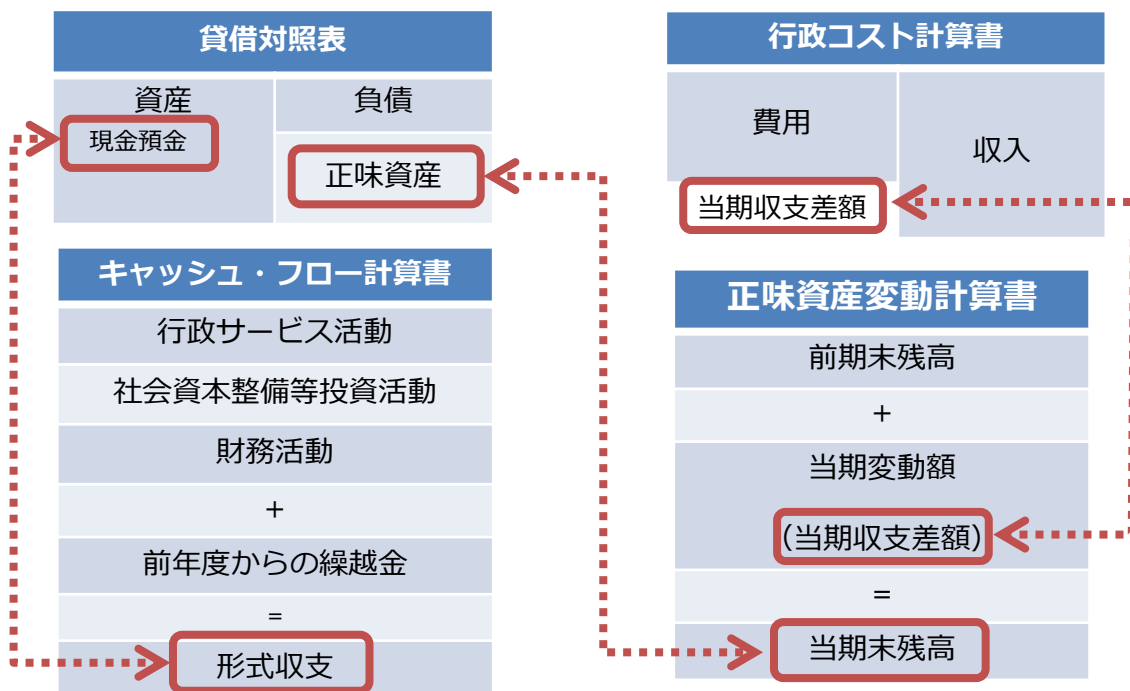 貸借対照表
資産
現金預金
負債
正味資産
キャッシュ・フロー計算書
行政サービス活動
社会資本整備等投資活動
財務活動
+
前年度からの繰越金
=
形式収支
行政コスト計算書
費用
当期収支差額
収入
正味資産変動計算書
前期末残高
+
当期変動額
(当期収支差額)
=
当期末残高